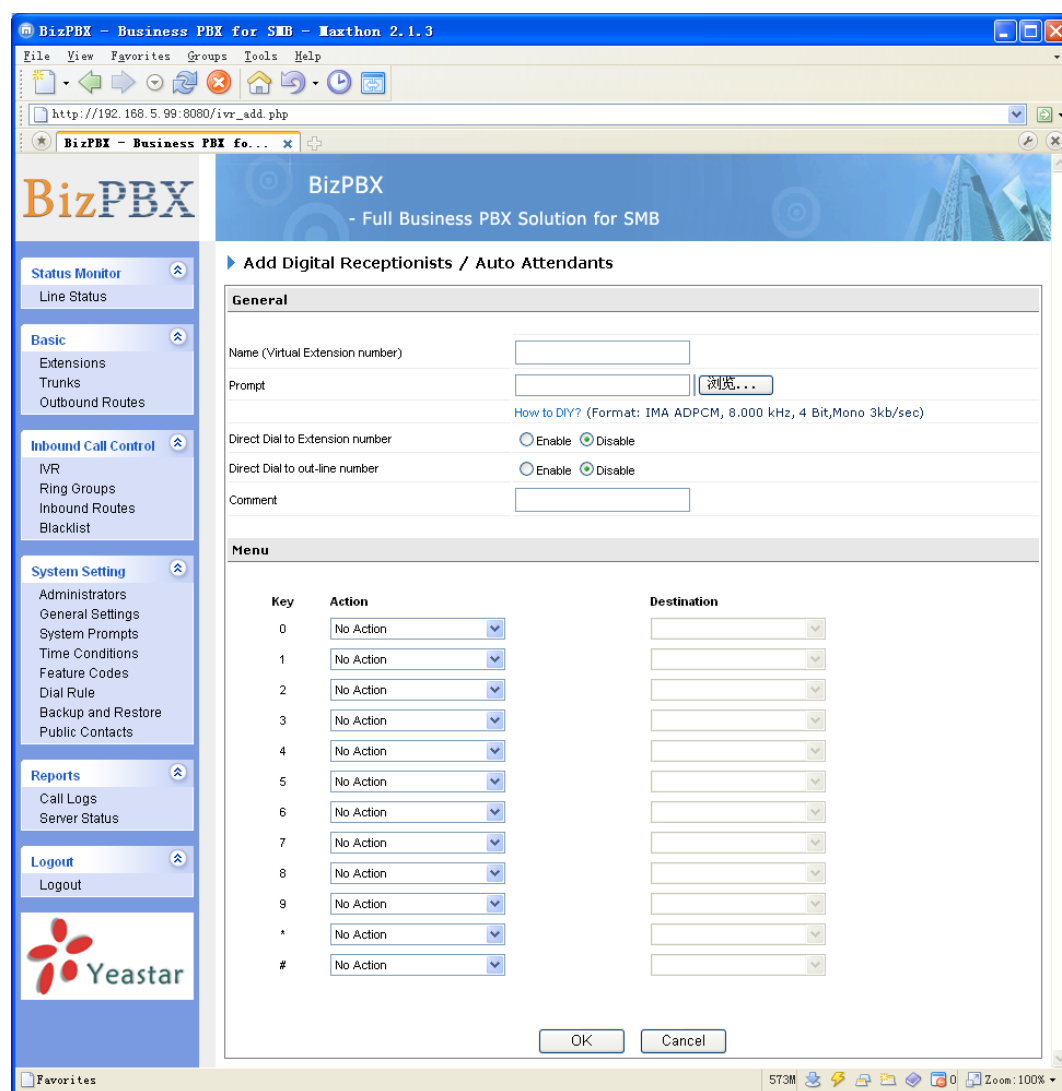 BizPBX - Business PBX for SMB - Maxthon 2.1.3
File View Favorites Groups Tools Help
http://192.168.5.99:8080/ivr_add.php
BizPBX - Business PBX fo...
BizPBX
BizPBX
- Full Business PBX Solution for SMB
Status Monitor
Line Status
Basic
Extensions
Trunks
Outbound Routes
Inbound Call Control
IVR
Ring Groups
Inbound Routes
Blacklist
System Setting
Administrators
General Settings
System Prompts
Time Conditions
Feature Codes
Dial Rule
Backup and Restore
Public Contacts
Reports
Call Logs
Server Status
Logout
Logout
Yeastar
Add Digital Receptionists / Auto Attendants
General
Name (Virtual Extension number)
Prompt 浏览...
How to DIY? (Format: IMA ADPCM, 8.000 kHz, 4 Bit,Mono 3kb/sec)
Direct Dial to Extension number Enable Disable
Direct Dial to out-line number Enable Disable
Comment
Menu
Key Action Destination
0 No Action
1 No Action
2 No Action
3 No Action
4 No Action
5 No Action
6 No Action
7 No Action
8 No Action
9 No Action
* No Action
# No Action
OK Cancel
Favorites 573M 0 Zoom:100%